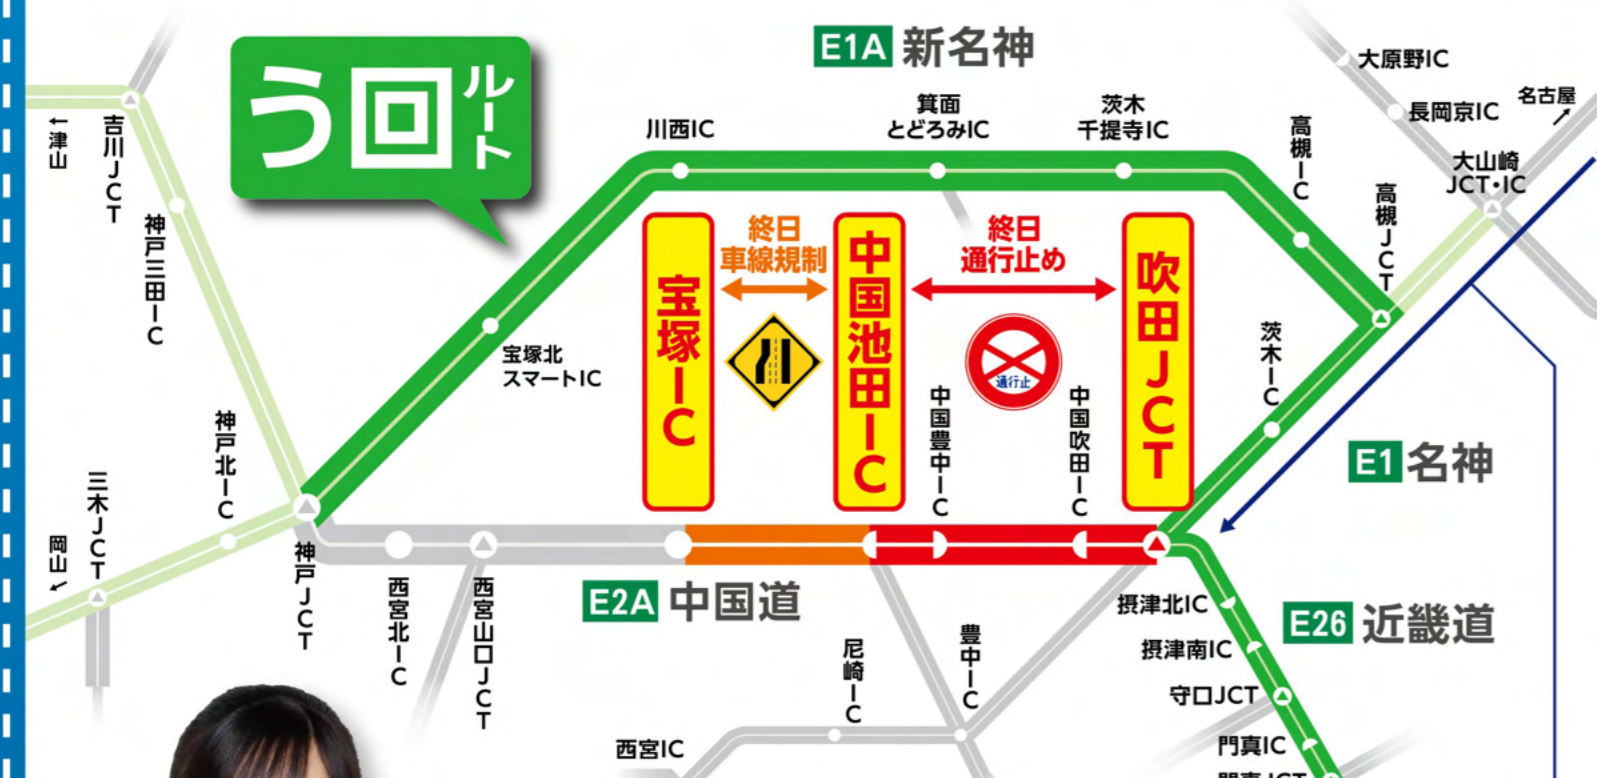 う回ルート
E1A 新名神
川西IC
箕面
とどろみIC
茨木
千提寺IC
高槻IC
高槻JCT
大原野IC
長岡京IC
名古屋
大山崎
JCT・IC
←津山
吉川JCT
神戸三田IC
神戸北IC
三木JCT
岡山
神戸JCT
宝塚北
スマートIC
宝塚IC
終日
車線規制
中国池田IC
終日
通行止め
通行止
吹田JCT
中国豊中IC
中国吹田IC
茨木IC
E1 名神
西宮北IC
西宮山口JCT
E2A 中国道
尼崎IC
豊中IC
西宮IC
摂津北IC
摂津南IC
守口JCT
門真IC
門真JCT
E26 近畿道